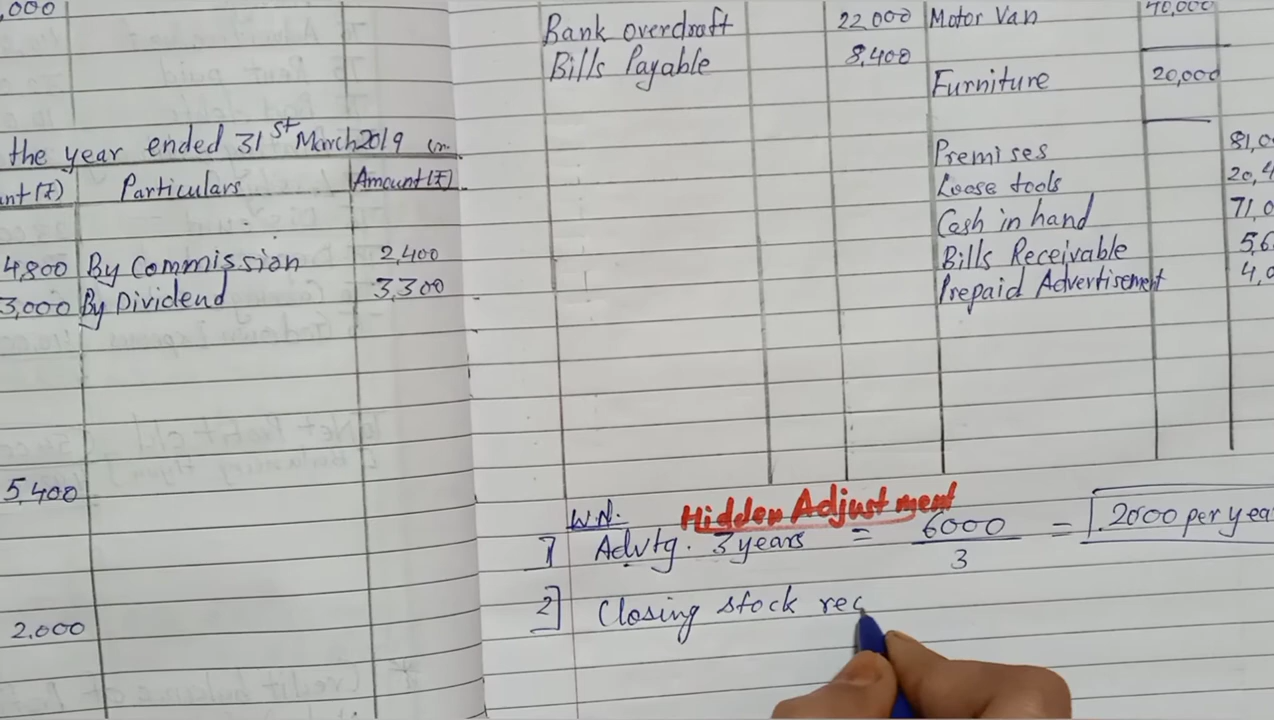 ,000
the year ended 31st March 2019
nt (₹) Particulars Amount (₹)
4,800 By Commission 2,400
3,000 By Dividend 3,300
5,400
2,000
Bank overdraft 22,000 Motor Van 40,000
Bills Payable 8,400
Furniture 20,000
Premises 81,0
Loose tools 20,4
Cash in hand 71,0
Bills Receivable 5,6
Prepaid Advertisement 4,0
W.N. Hidden Adjustment
1] Advtg. 3 years = 6000 / 3 = 2000 per yea
2] Closing stock rec